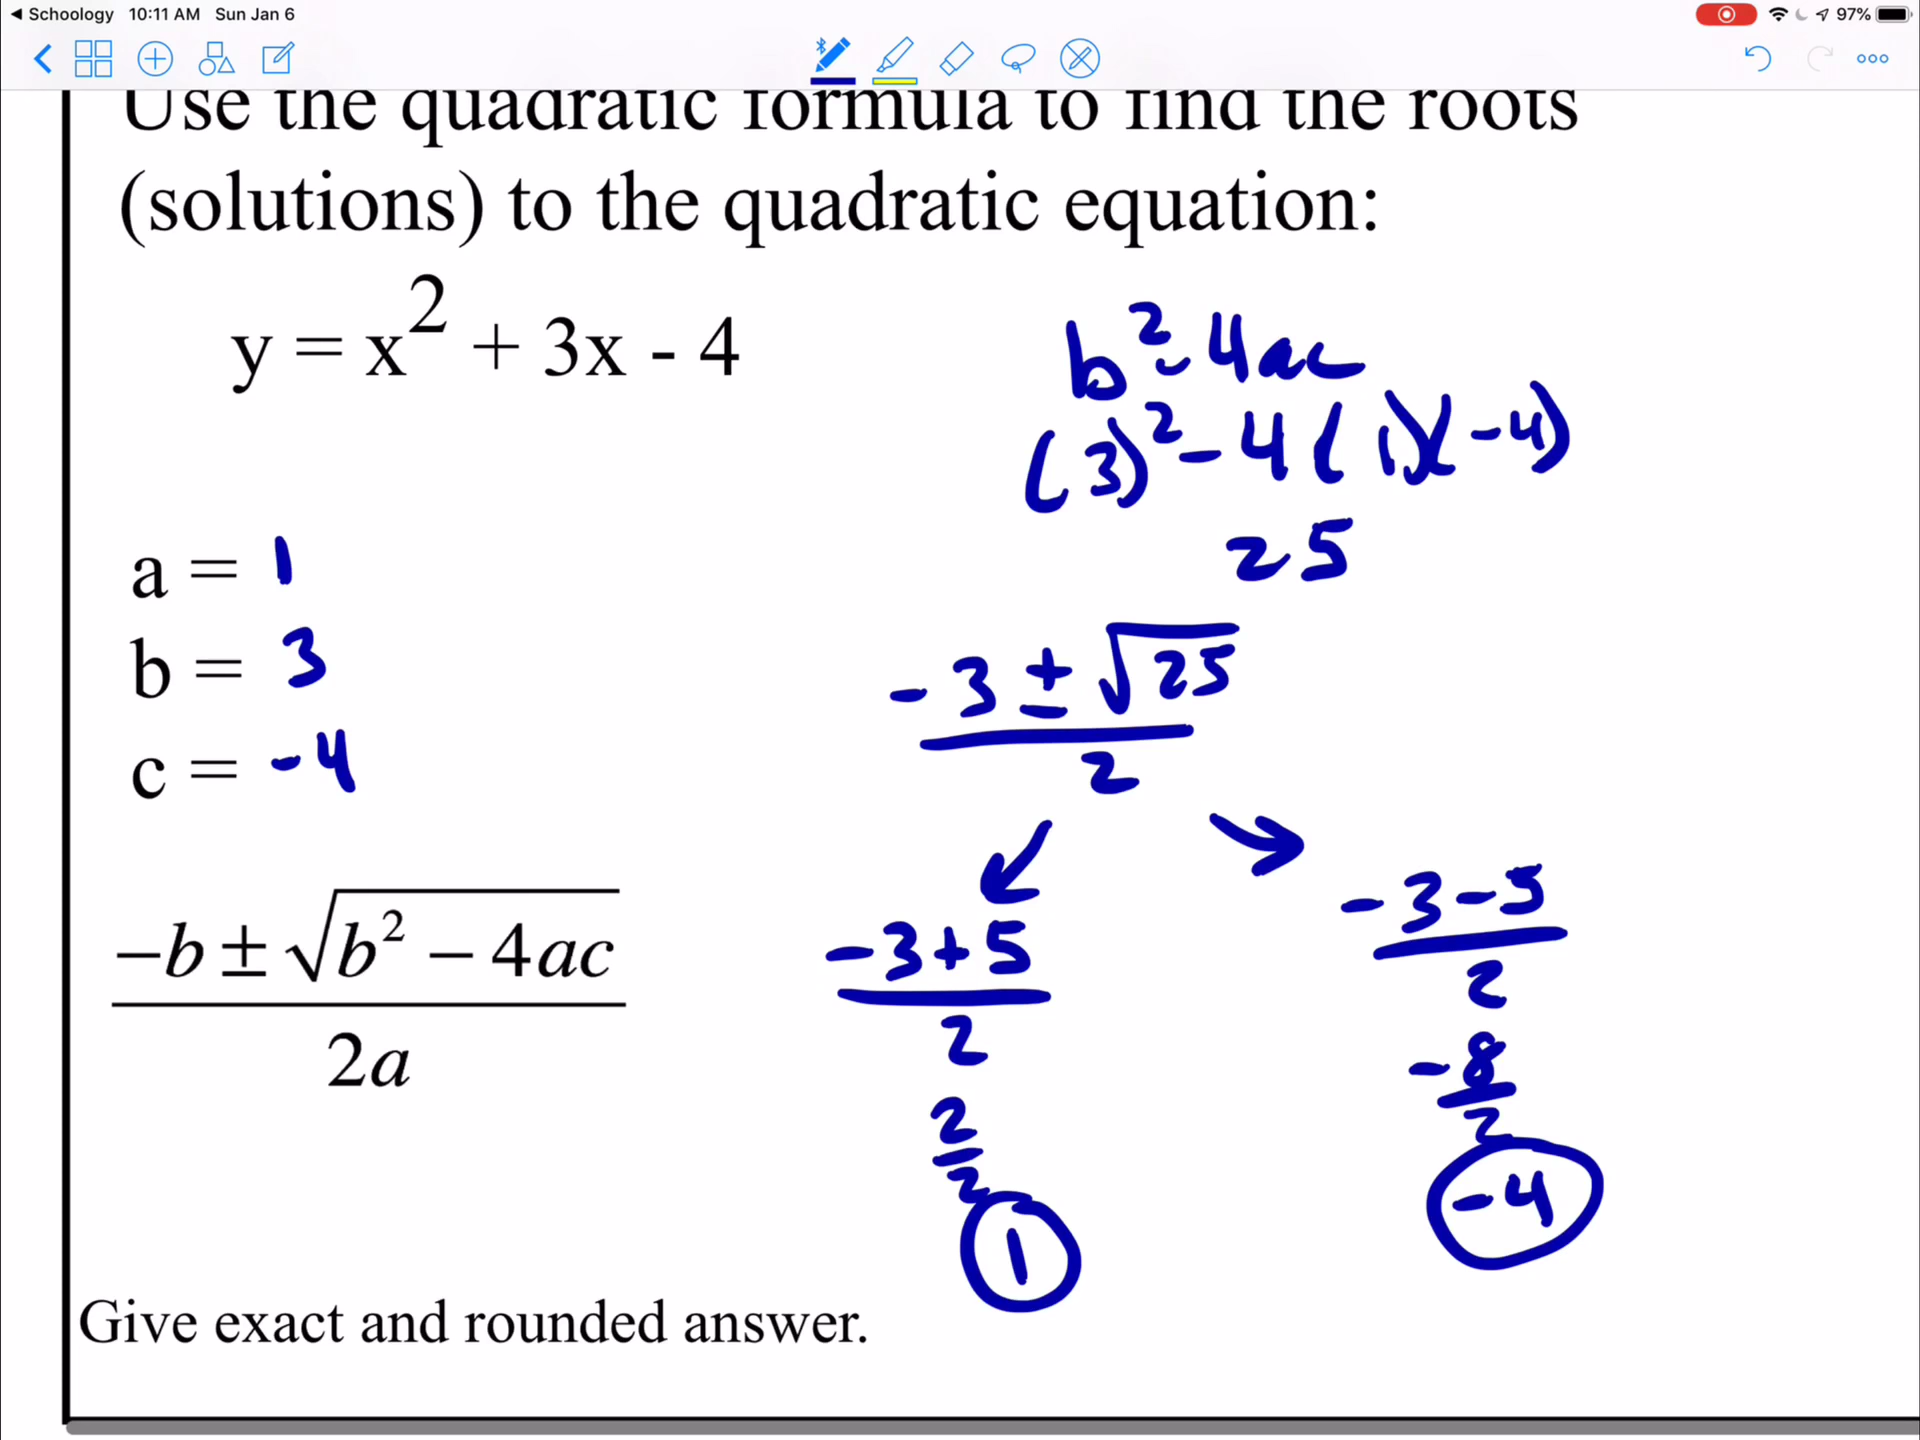 Schoology 10:11 AM Sun Jan 6 97%
Use the quadratic formula to find the roots
(solutions) to the quadratic equation:
y = x² + 3x - 4
a = 1
b = 3
c = -4
−b ± √b² − 4ac
2a
b² - 4ac
(3)² - 4(1)(-4)
25
-3 ± √25
2
-3+5
2
2
2
1
-3-5
2
-8
2
-4
Give exact and rounded answer.